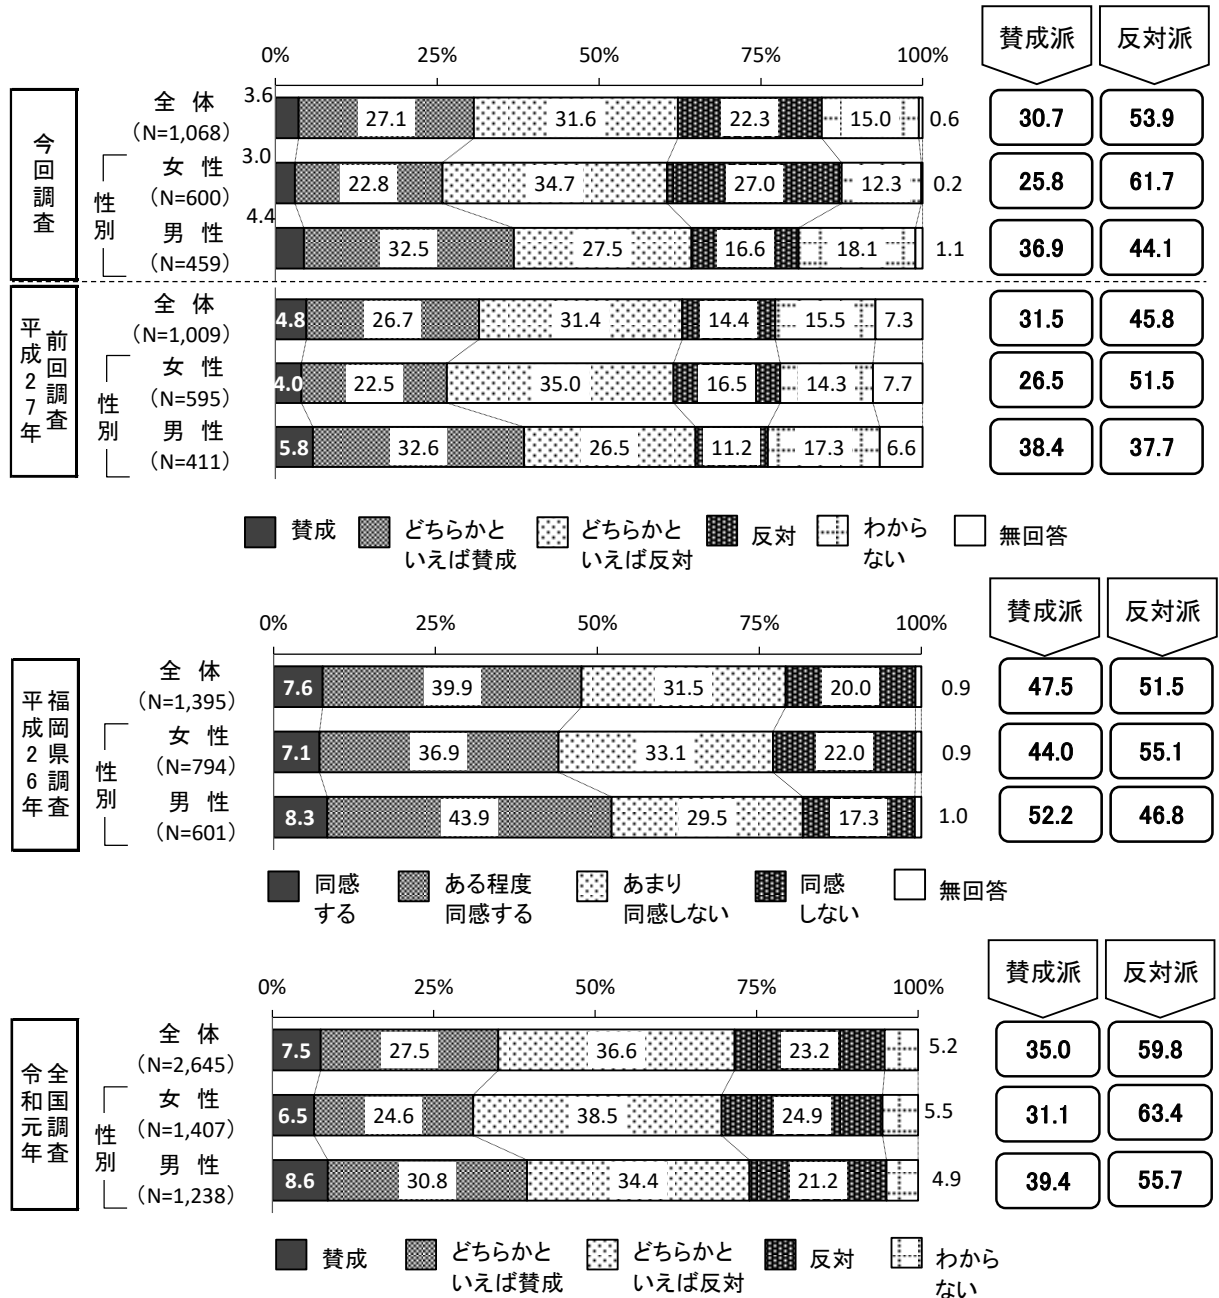 賛成派 反対派
0% 25% 50% 75% 100%
今回調査
全 体
(N=1,068)
3.6 27.1 31.6 22.3 15.0 0.6 30.7 53.9
性別
女 性
(N=600)
3.0 22.8 34.7 27.0 12.3 0.2 25.8 61.7
男 性
(N=459)
4.4 32.5 27.5 16.6 18.1 1.1 36.9 44.1
前回調査
平成27年
全 体
(N=1,009)
4.8 26.7 31.4 14.4 15.5 7.3 31.5 45.8
性別
女 性
(N=595)
4.0 22.5 35.0 16.5 14.3 7.7 26.5 51.5
男 性
(N=411)
5.8 32.6 26.5 11.2 17.3 6.6 38.4 37.7
賛成
どちらかと
いえば賛成
どちらかと
いえば反対
反対
わから
ない
無回答
賛成派 反対派
0% 25% 50% 75% 100%
福岡県調査
平成26年
全 体
(N=1,395)
7.6 39.9 31.5 20.0 0.9 47.5 51.5
性別
女 性
(N=794)
7.1 36.9 33.1 22.0 0.9 44.0 55.1
男 性
(N=601)
8.3 43.9 29.5 17.3 1.0 52.2 46.8
同感
する
ある程度
同感する
あまり
同感しない
同感
しない
無回答
賛成派 反対派
0% 25% 50% 75% 100%
全国調査
令和元年
全 体
(N=2,645)
7.5 27.5 36.6 23.2 5.2 35.0 59.8
性別
女 性
(N=1,407)
6.5 24.6 38.5 24.9 5.5 31.1 63.4
男 性
(N=1,238)
8.6 30.8 34.4 21.2 4.9 39.4 55.7
賛成
どちらかと
いえば賛成
どちらかと
いえば反対
反対
わから
ない